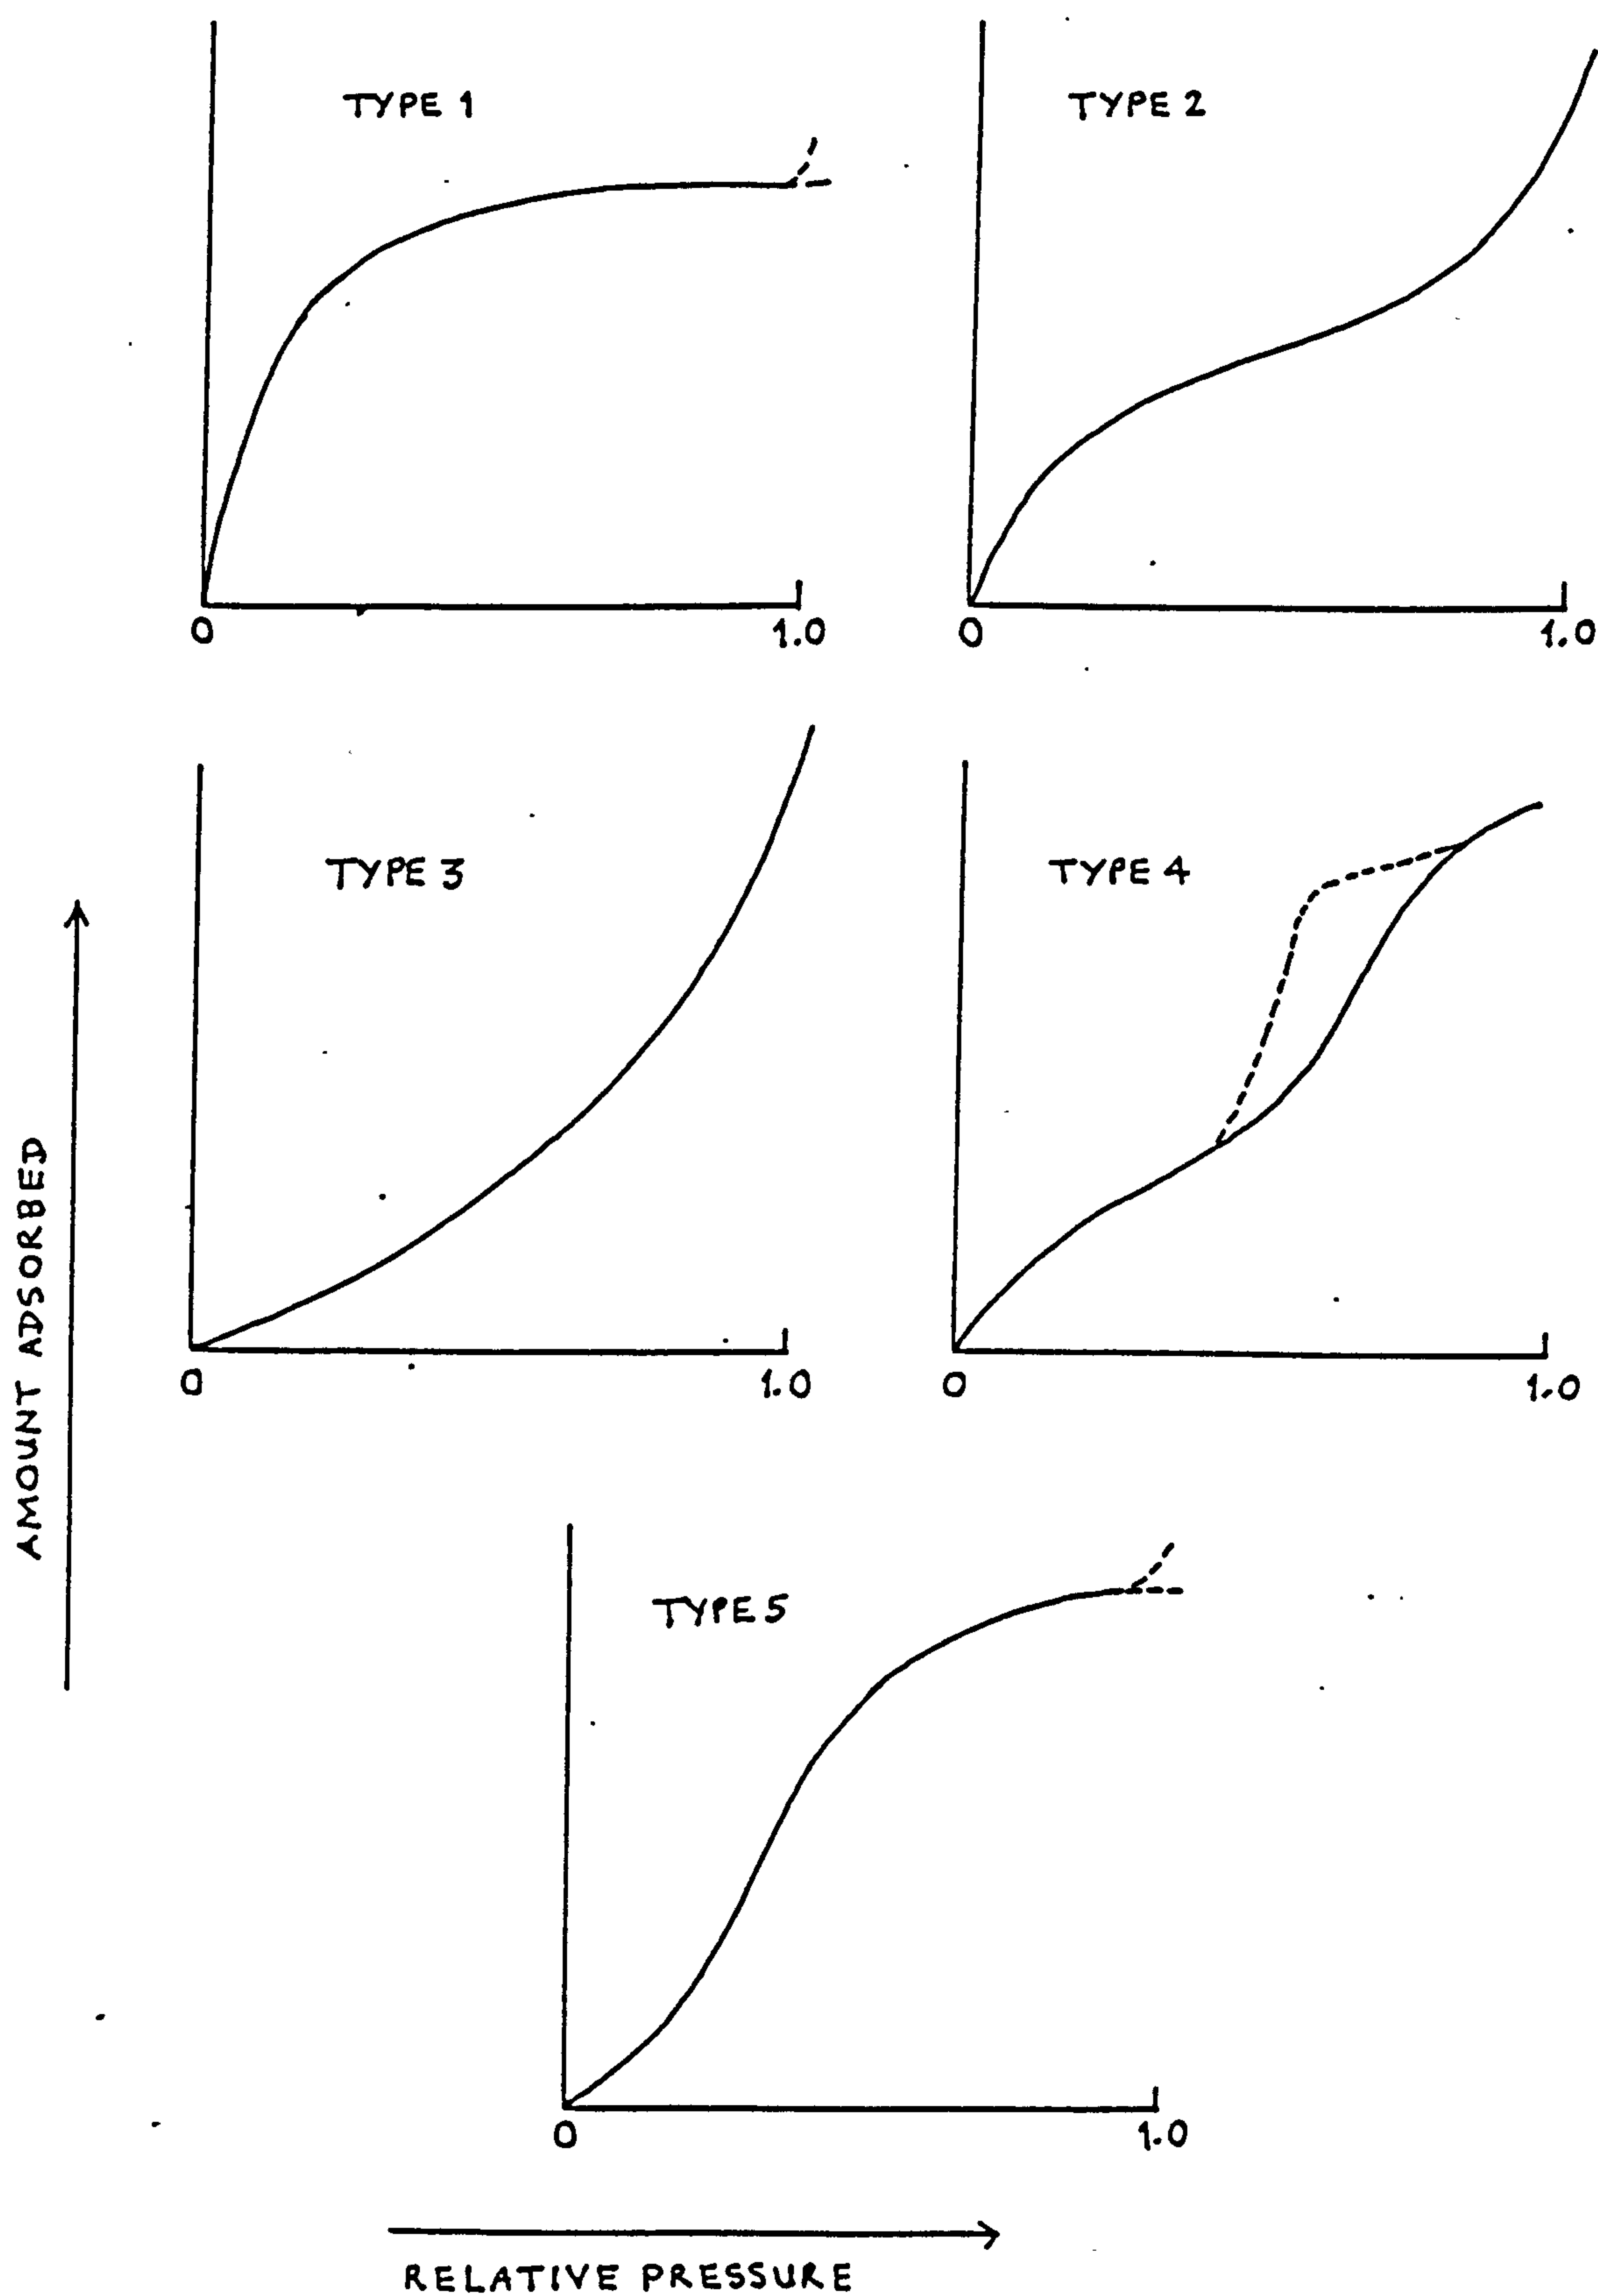 TYPE 1
TYPE 2
0
1.0
0
1.0
TYPE 3
TYPE 4
0
1.0
0
1.0
AMOUNT ADSORBED
TYPE 5
0
1.0
RELATIVE PRESSURE